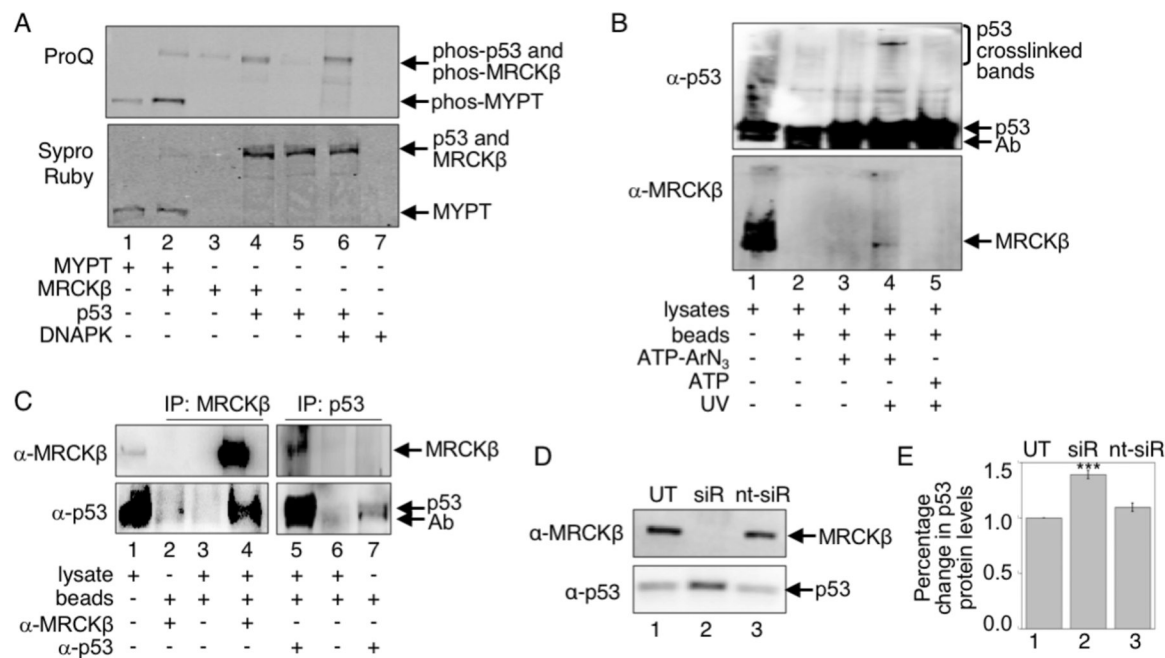 A
ProQ
phos-p53 and
phos-MRCKβ
phos-MYPT
Sypro
Ruby
p53 and
MRCKβ
MYPT
1 2 3 4 5 6 7
MYPT + + - - - - -
MRCKβ - + + + - - -
p53 - - - + + + -
DNAPK - - - - - + +
B
α-p53
p53
crosslinked
bands
p53
Ab
α-MRCKβ
MRCKβ
1 2 3 4 5
lysates + + + + +
beads - + + + +
ATP-ArN₃ - - + + -
ATP - - - - +
UV - - - + +
C
IP: MRCKβ IP: p53
α-MRCKβ MRCKβ
α-p53 p53
Ab
1 2 3 4 5 6 7
lysate + - + + + + -
beads - + + + + + +
α-MRCKβ - + - + - - -
α-p53 - - - - + - +
D
UT siR nt-siR
α-MRCKβ MRCKβ
α-p53 p53
1 2 3
E
UT siR nt-siR
Percentage
change in p53
protein levels
1.5
1.0
0.5
0.0
***
1 2 3